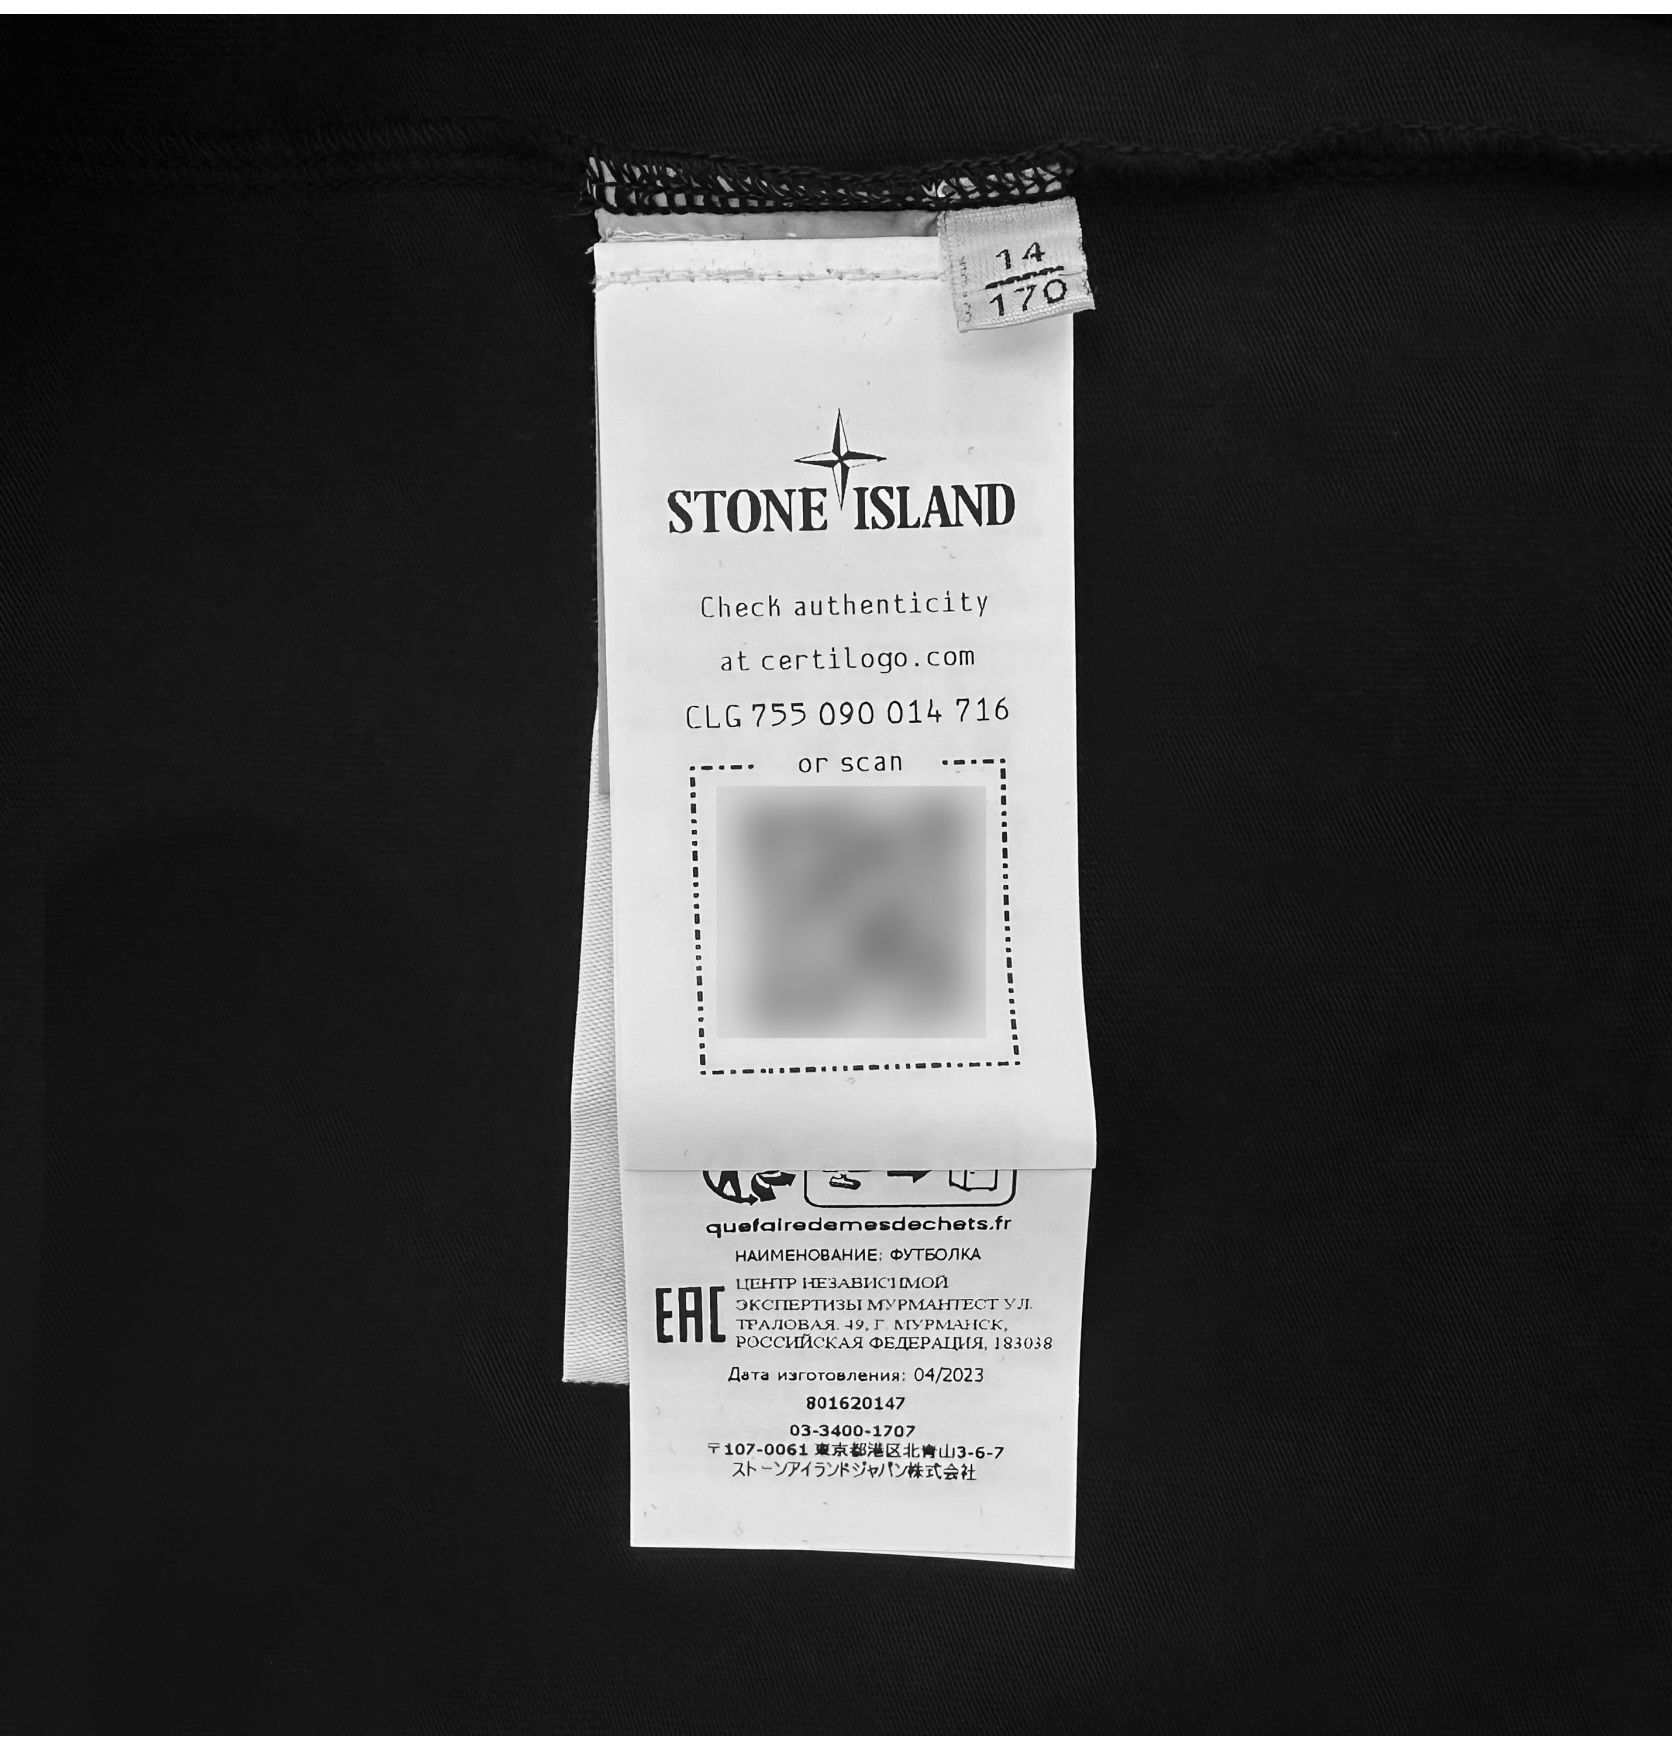 14
170
STONE ISLAND
Check authenticity
at certilogo.com
CLG 755 090 014 716
or scan
quefairedemesdechets.fr
НАИМЕНОВАНИЕ: ФУТБОЛКА
EAC
ЦЕНТР НЕЗАВИСИМОЙ
ЭКСПЕРТИЗЫ МУРМАНТЕСТ УЛ.
ТРАЛОВАЯ. 49, Г. МУРМАНСК,
РОССИЙСКАЯ ФЕДЕРАЦИЯ, 183038
Дата изготовления: 04/2023
801620147
03-3400-1707
〒107-0061 東京都港区北青山3-6-7
ストーンアイランドジャパン株式会社